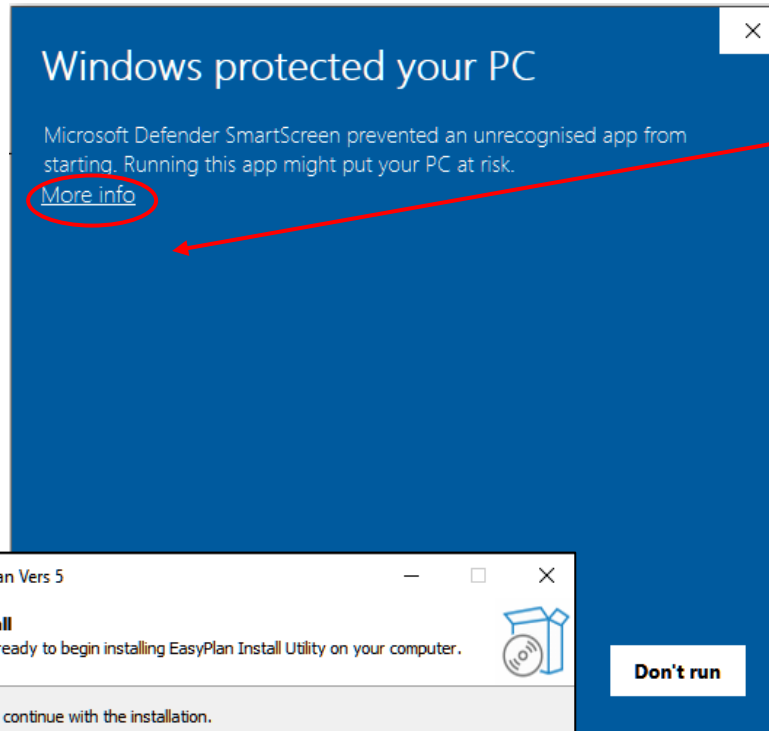 Windows protected your PC
Microsoft Defender SmartScreen prevented an unrecognised app from
starting. Running this app might put your PC at risk.
More info
Vers 5
ready to begin installing EasyPlan Install Utility on your computer.
continue with the installation.
Don't run